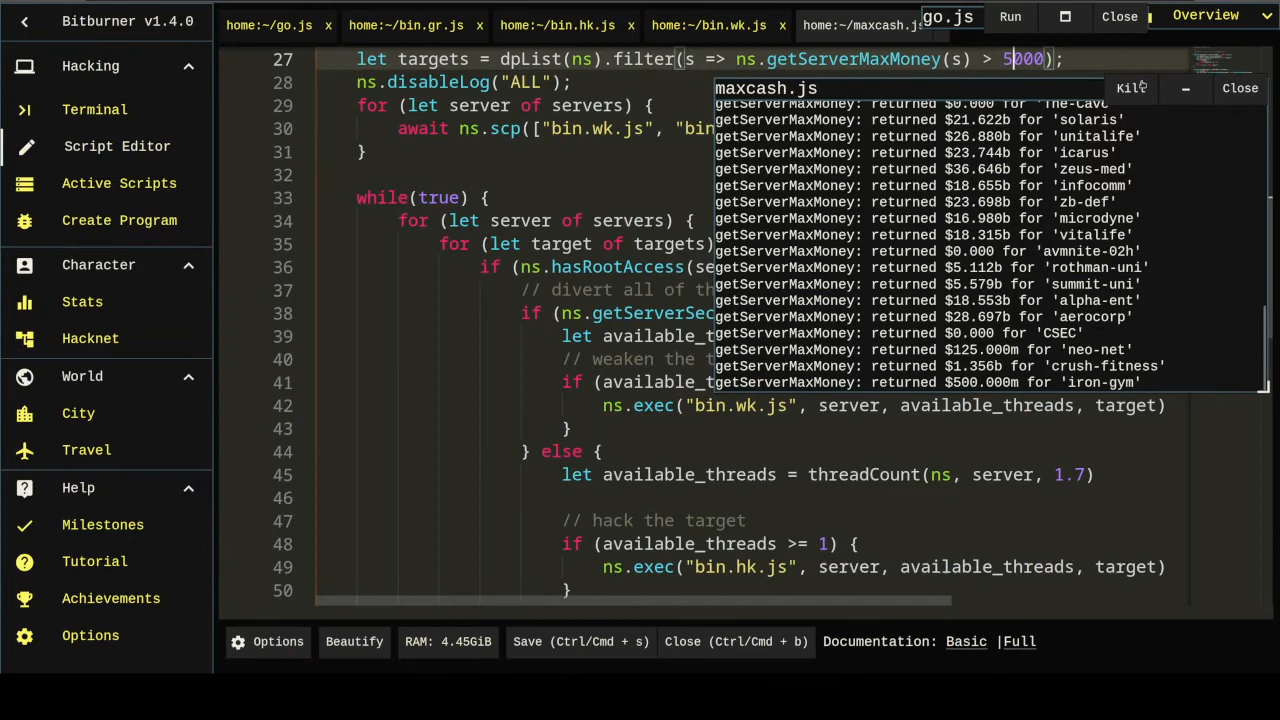 Bitburner v1.4.0
Hacking
Terminal
Script Editor
Active Scripts
Create Program
Character
Stats
Hacknet
World
City
Travel
Help
Milestones
Tutorial
Achievements
Options
home:~/go.js x
home:~/bin.gr.js x
home:~/bin.hk.js x
home:~/bin.wk.js x
home:~/maxcash.js
go.js Run Close
Overview
27 let targets = dpList(ns).filter(s => ns.getServerMaxMoney(s) > 5000);
28 ns.disableLog("ALL");
29 for (let server of servers) {
30 await ns.scp(["bin.wk.js", "bin
31 }
32
33 while(true) {
34 for (let server of servers) {
35 for (let target of targets)
36 if (ns.hasRootAccess(se
37 // divert all of th
38 if (ns.getServerSec
39 let available_t
40 // weaken the t
41 if (available_t
42 ns.exec("bin.wk.js", server, available_threads, target)
43 }
44 } else {
45 let available_threads = threadCount(ns, server, 1.7)
46
47 // hack the target
48 if (available_threads >= 1) {
49 ns.exec("bin.hk.js", server, available_threads, target)
50 }
maxcash.js Kill – Close
getServerMaxMoney: returned $0.000 for 'The-Cave'
getServerMaxMoney: returned $21.622b for 'solaris'
getServerMaxMoney: returned $26.880b for 'unitalife'
getServerMaxMoney: returned $23.744b for 'icarus'
getServerMaxMoney: returned $36.646b for 'zeus-med'
getServerMaxMoney: returned $18.655b for 'infocomm'
getServerMaxMoney: returned $23.698b for 'zb-def'
getServerMaxMoney: returned $16.980b for 'microdyne'
getServerMaxMoney: returned $18.315b for 'vitalife'
getServerMaxMoney: returned $0.000 for 'avmnite-02h'
getServerMaxMoney: returned $5.112b for 'rothman-uni'
getServerMaxMoney: returned $5.579b for 'summit-uni'
getServerMaxMoney: returned $18.553b for 'alpha-ent'
getServerMaxMoney: returned $28.697b for 'aerocorp'
getServerMaxMoney: returned $0.000 for 'CSEC'
getServerMaxMoney: returned $125.000m for 'neo-net'
getServerMaxMoney: returned $1.356b for 'crush-fitness'
getServerMaxMoney: returned $500.000m for 'iron-gym'
Options
Beautify
RAM: 4.45GiB
Save (Ctrl/Cmd + s)
Close (Ctrl/Cmd + b)
Documentation: Basic |Full